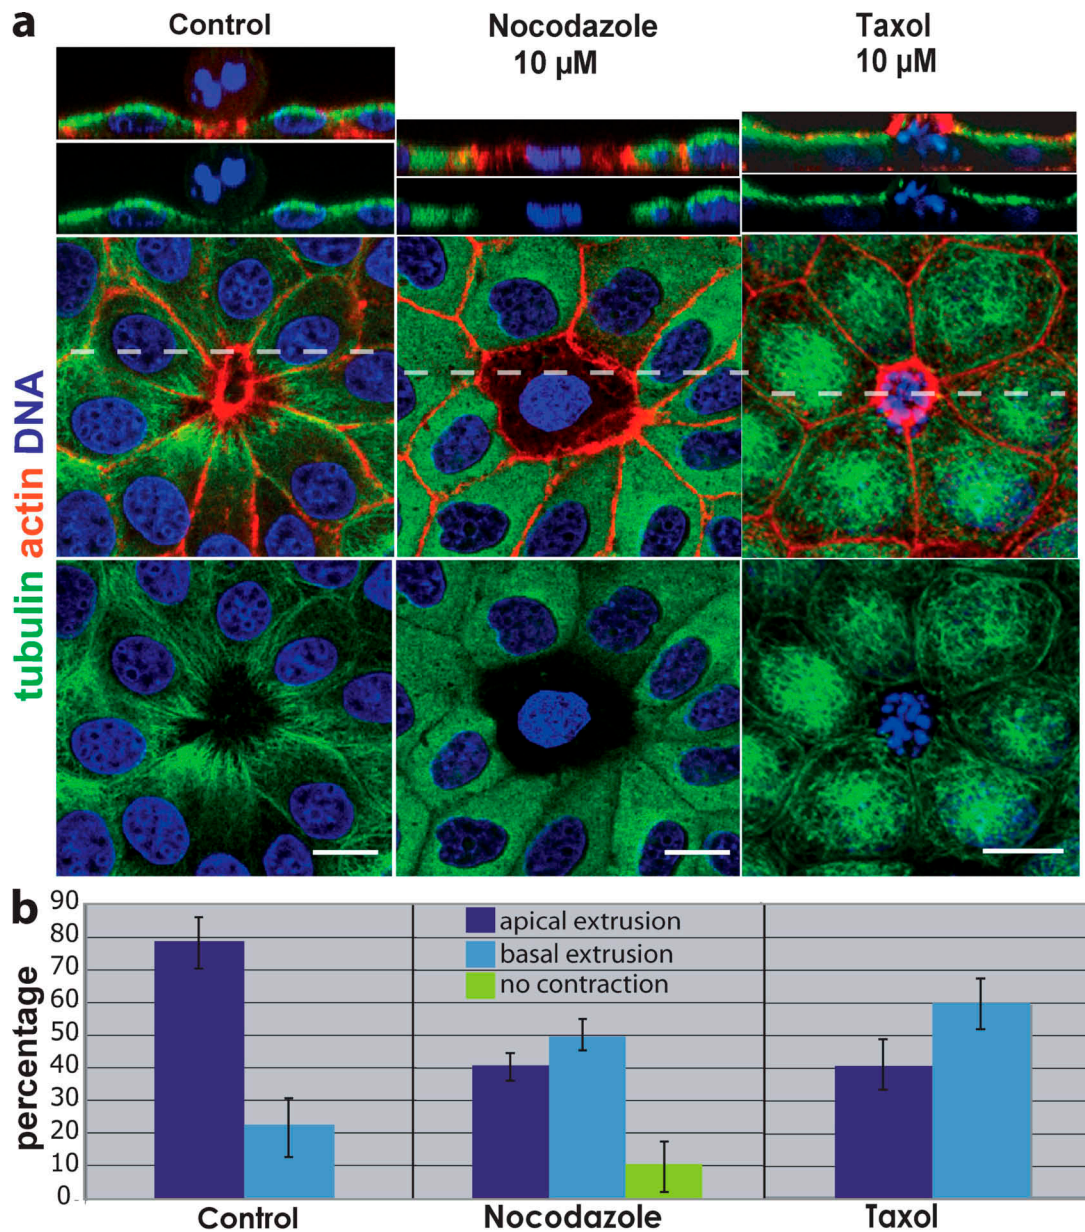 a
Control
Nocodazole
10 µM
Taxol
10 µM
tubulin actin DNA
b
percentage
90
80
70
60
50
40
30
20
10
0
apical extrusion
basal extrusion
no contraction
Control
Nocodazole
Taxol